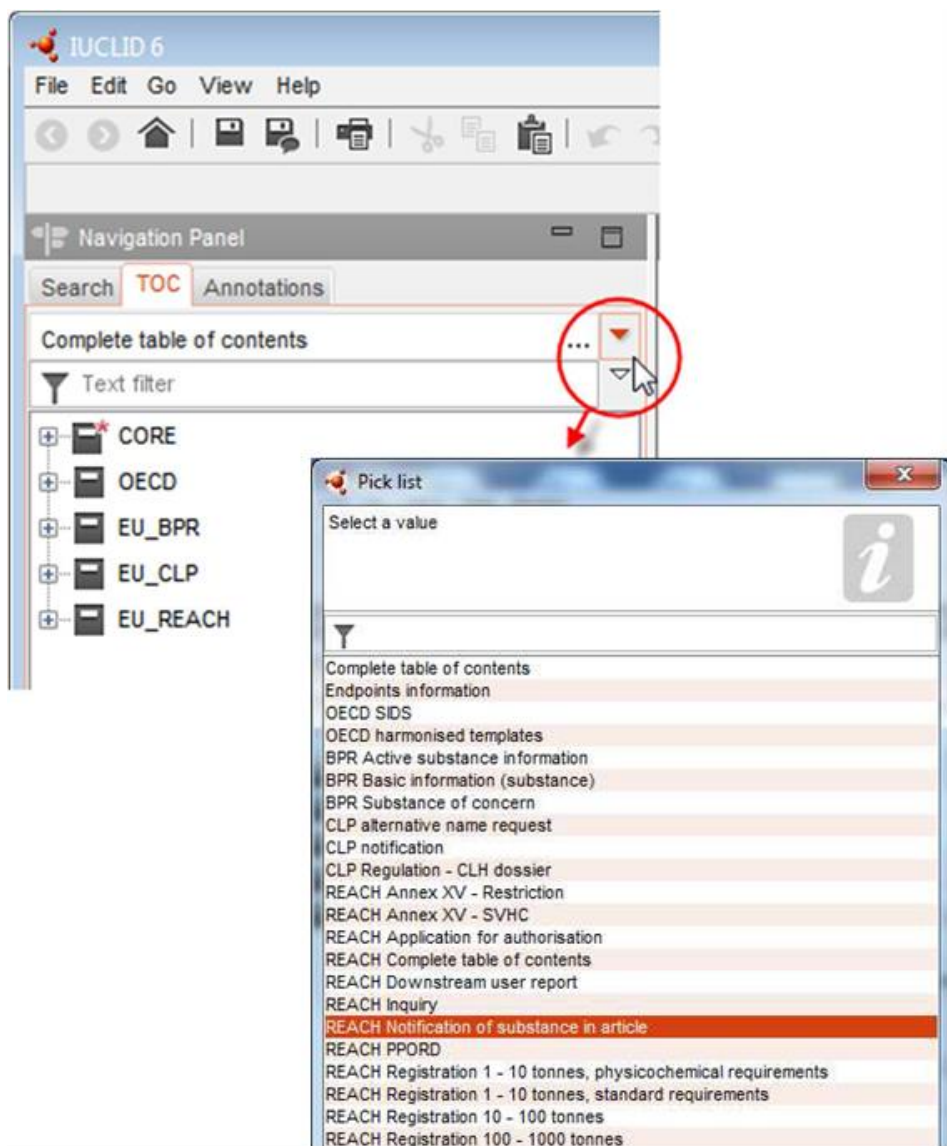 IUCLID 6
File Edit Go View Help
Navigation Panel
Search TOC Annotations
Complete table of contents ...
Text filter
CORE
OECD
EU_BPR
EU_CLP
EU_REACH
Pick list
Select a value
Complete table of contents
Endpoints information
OECD SIDS
OECD harmonised templates
BPR Active substance information
BPR Basic information (substance)
BPR Substance of concern
CLP alternative name request
CLP notification
CLP Regulation - CLH dossier
REACH Annex XV - Restriction
REACH Annex XV - SVHC
REACH Application for authorisation
REACH Complete table of contents
REACH Downstream user report
REACH Inquiry
REACH Notification of substance in article
REACH PPORD
REACH Registration 1 - 10 tonnes, physicochemical requirements
REACH Registration 1 - 10 tonnes, standard requirements
REACH Registration 10 - 100 tonnes
REACH Registration 100 - 1000 tonnes